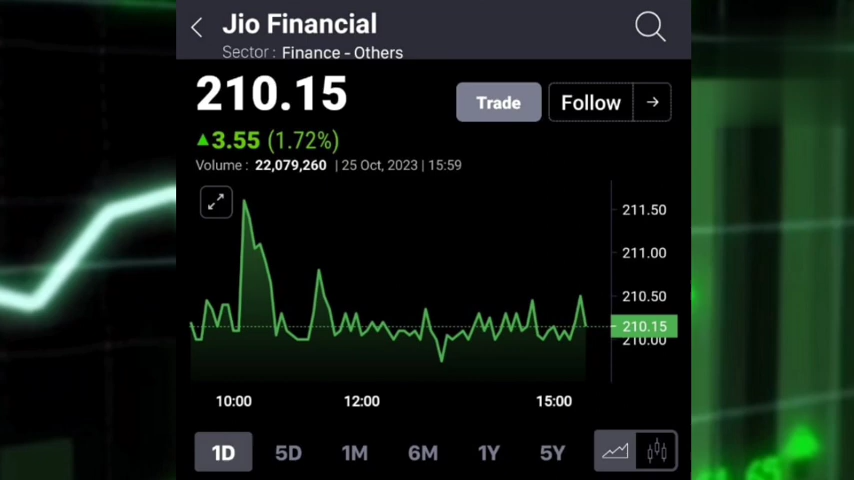 Jio Financial
Sector : Finance - Others
210.15
Trade
Follow
3.55 (1.72%)
Volume : 22,079,260 | 25 Oct, 2023 | 15:59
211.50
211.00
210.50
210.15
210.00
10:00 12:00 15:00
1D 5D 1M 6M 1Y 5Y